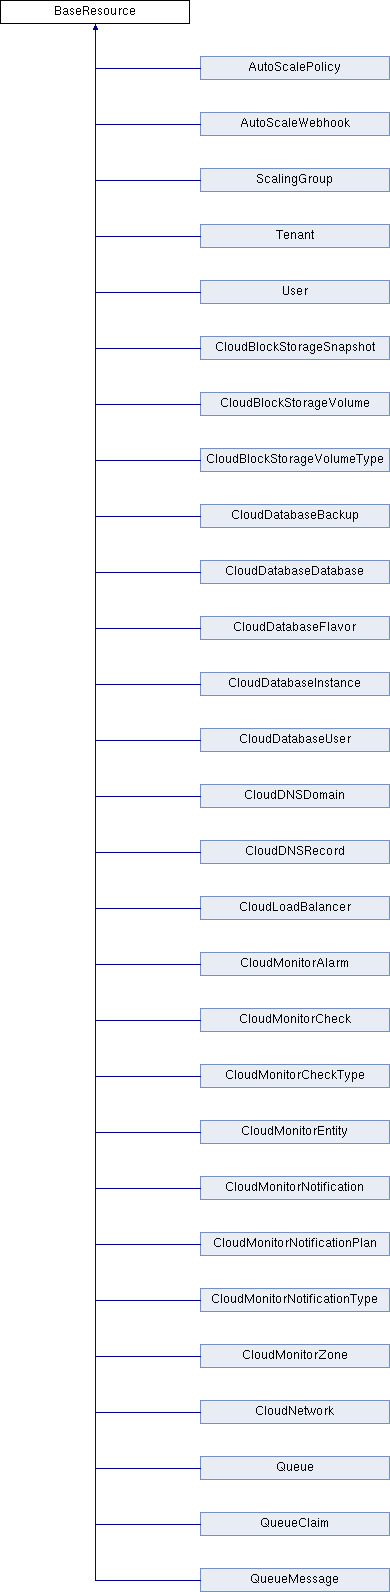 BaseResource
AutoScalePolicy
AutoScaleWebhook
ScalingGroup
Tenant
User
CloudBlockStorageSnapshot
CloudBlockStorageVolume
CloudBlockStorageVolumeType
CloudDatabaseBackup
CloudDatabaseDatabase
CloudDatabaseFlavor
CloudDatabaseInstance
CloudDatabaseUser
CloudDNSDomain
CloudDNSRecord
CloudLoadBalancer
CloudMonitorAlarm
CloudMonitorCheck
CloudMonitorCheckType
CloudMonitorEntity
CloudMonitorNotification
CloudMonitorNotificationPlan
CloudMonitorNotificationType
CloudMonitorZone
CloudNetwork
Queue
QueueClaim
QueueMessage